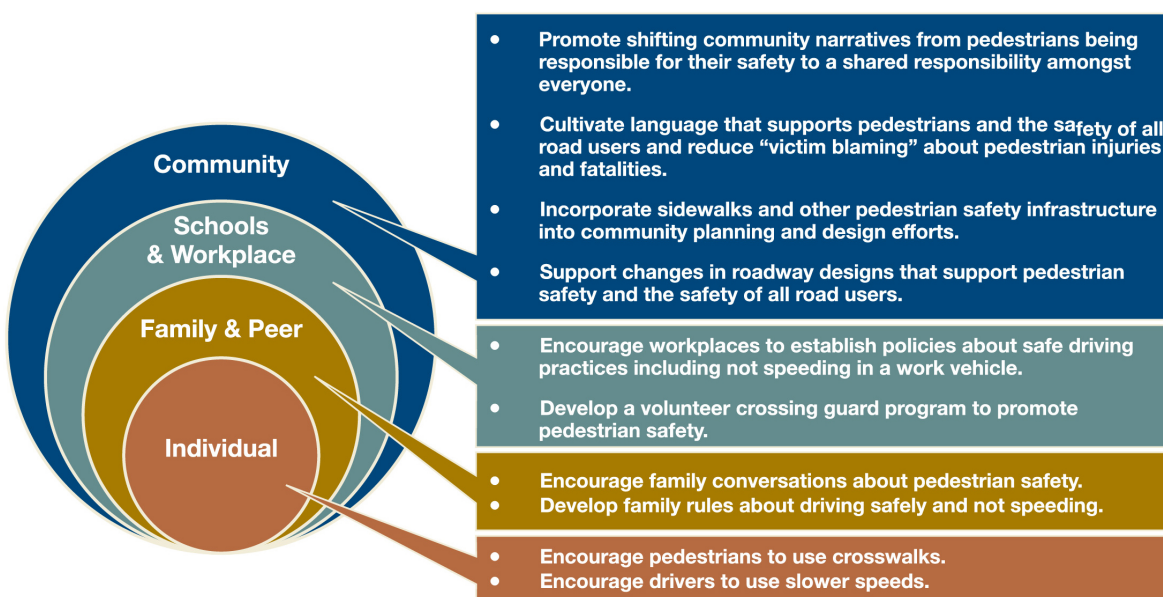 Community
Schools
& Workplace
Family & Peer
Individual
• Promote shifting community narratives from pedestrians being
responsible for their safety to a shared responsibility amongst
everyone.
• Cultivate language that supports pedestrians and the safety of all
road users and reduce “victim blaming” about pedestrian injuries
and fatalities.
• Incorporate sidewalks and other pedestrian safety infrastructure
into community planning and design efforts.
• Support changes in roadway designs that support pedestrian
safety and the safety of all road users.
• Encourage workplaces to establish policies about safe driving
practices including not speeding in a work vehicle.
• Develop a volunteer crossing guard program to promote
pedestrian safety.
• Encourage family conversations about pedestrian safety.
• Develop family rules about driving safely and not speeding.
• Encourage pedestrians to use crosswalks.
• Encourage drivers to use slower speeds.